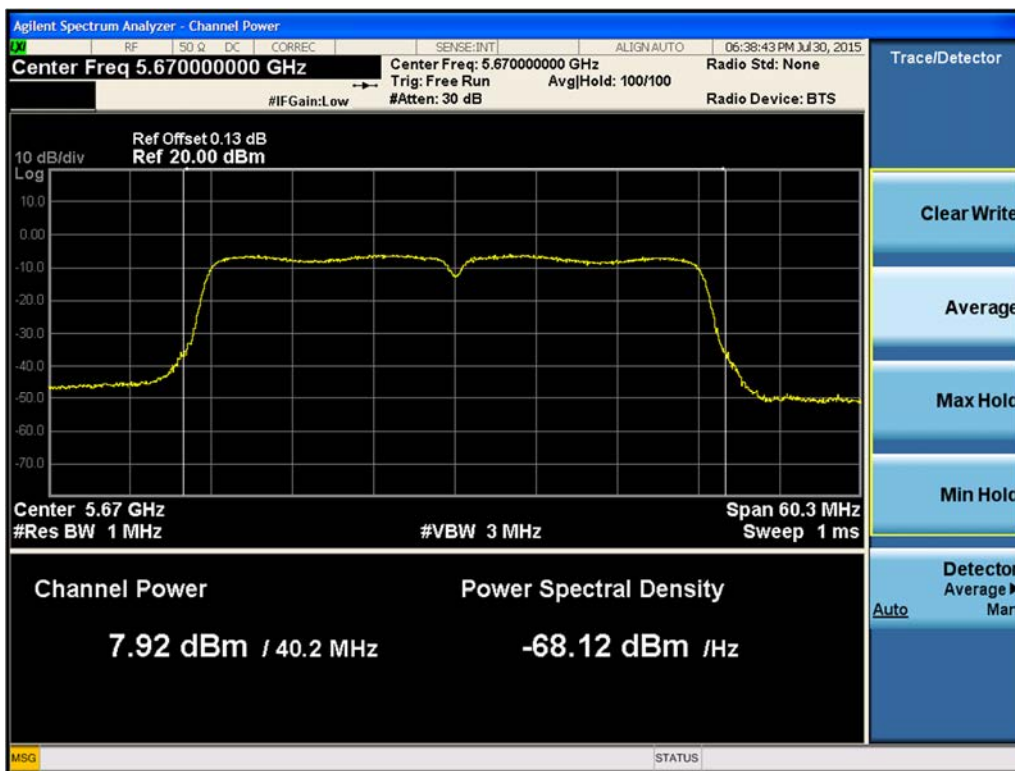 Agilent Spectrum Analyzer - Channel Power
LXI RF 50 Ω DC CORREC SENSE:INT ALIGN AUTO 06:38:43 PM Jul 30, 2015
Center Freq 5.670000000 GHz
Center Freq: 5.670000000 GHz
Radio Std: None
Trig: Free Run Avg|Hold: 100/100
#IFGain:Low
#Atten: 30 dB
Radio Device: BTS
Ref Offset 0.13 dB
10 dB/div Ref 20.00 dBm
Log
10.0
0.00
-10.0
-20.0
-30.0
-40.0
-50.0
-60.0
-70.0
Center 5.67 GHz Span 60.3 MHz
#Res BW 1 MHz #VBW 3 MHz Sweep 1 ms
Channel Power Power Spectral Density
7.92 dBm / 40.2 MHz -68.12 dBm /Hz
Trace/Detector
Clear Write
Average
Max Hold
Min Hold
Detector
Average
Auto Man
MSG STATUS